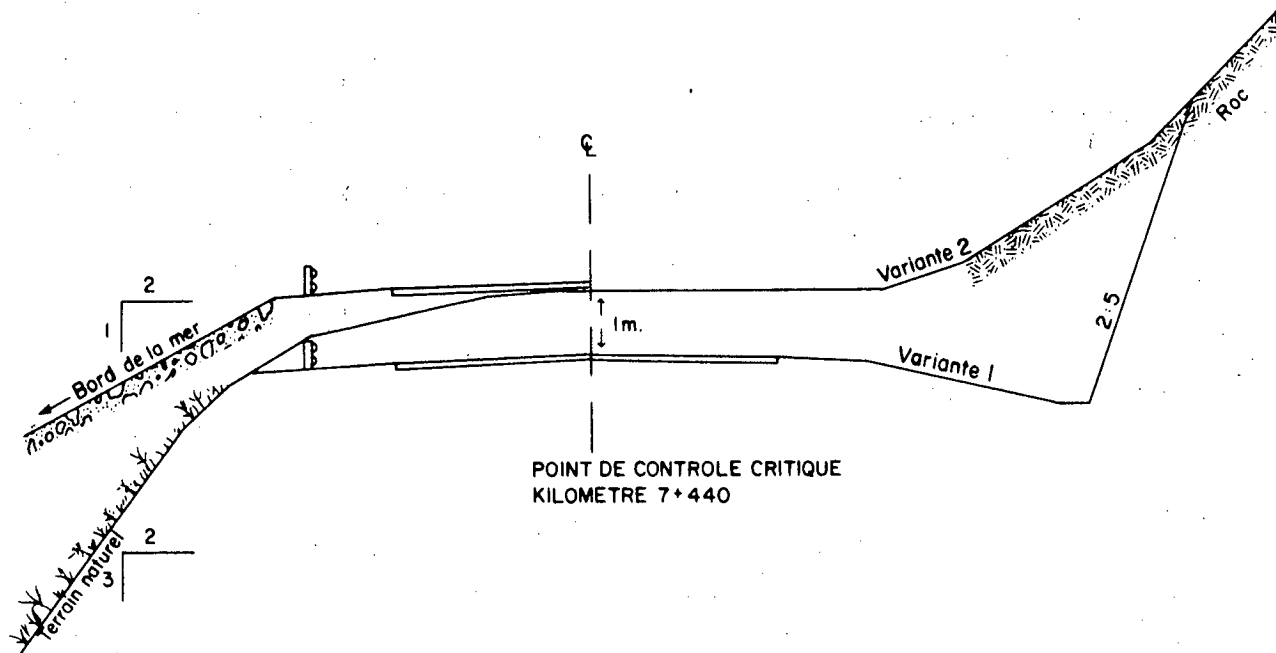 ℄
Roc
Variante 2
2
1
Bord de la mer
1m.
2:5
Variante 1
POINT DE CONTROLE CRITIQUE
KILOMETRE 7+440
2
3
Terrain naturel